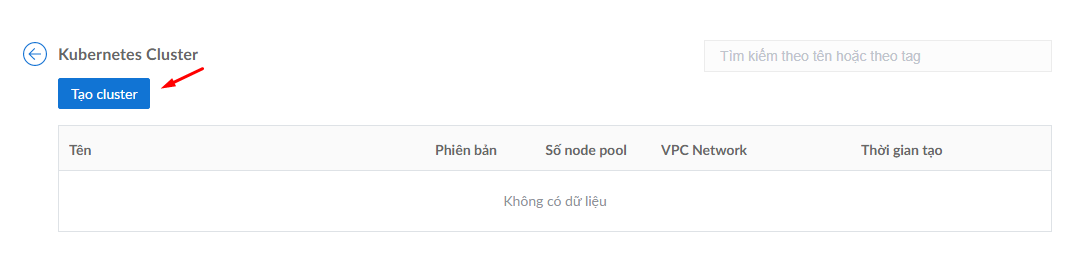 Kubernetes Cluster
Tìm kiếm theo tên hoặc theo tag
Tạo cluster
Tên Phiên bản Số node pool VPC Network Thời gian tạo
Không có dữ liệu